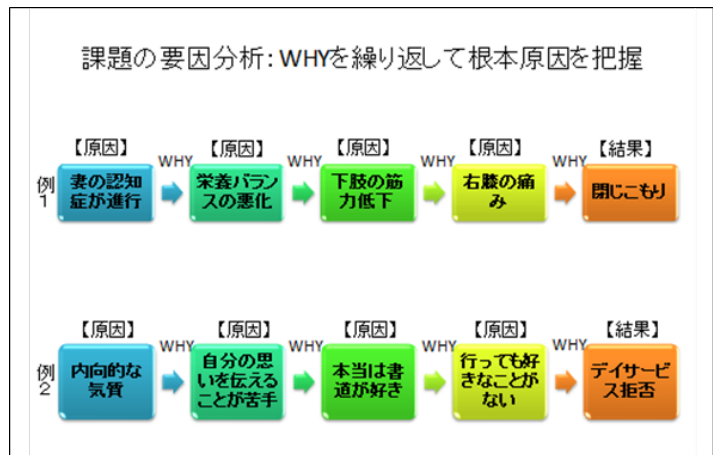 課題の要因分析:WHYを繰り返して根本原因を把握
【原因】 WHY 【原因】 WHY 【原因】 WHY 【原因】 WHY 【結果】
例1
妻の認知
症が進行
栄養バラン
スの悪化
下肢の筋
力低下
右膝の痛
み
閉じこもり
【原因】 WHY 【原因】 WHY 【原因】 WHY 【原因】 WHY 【結果】
例2
内向的な
気質
自分の思
いを伝える
ことが苦手
本当は書
道が好き
行っても好
きなことが
ない
デイサービ
ス拒否